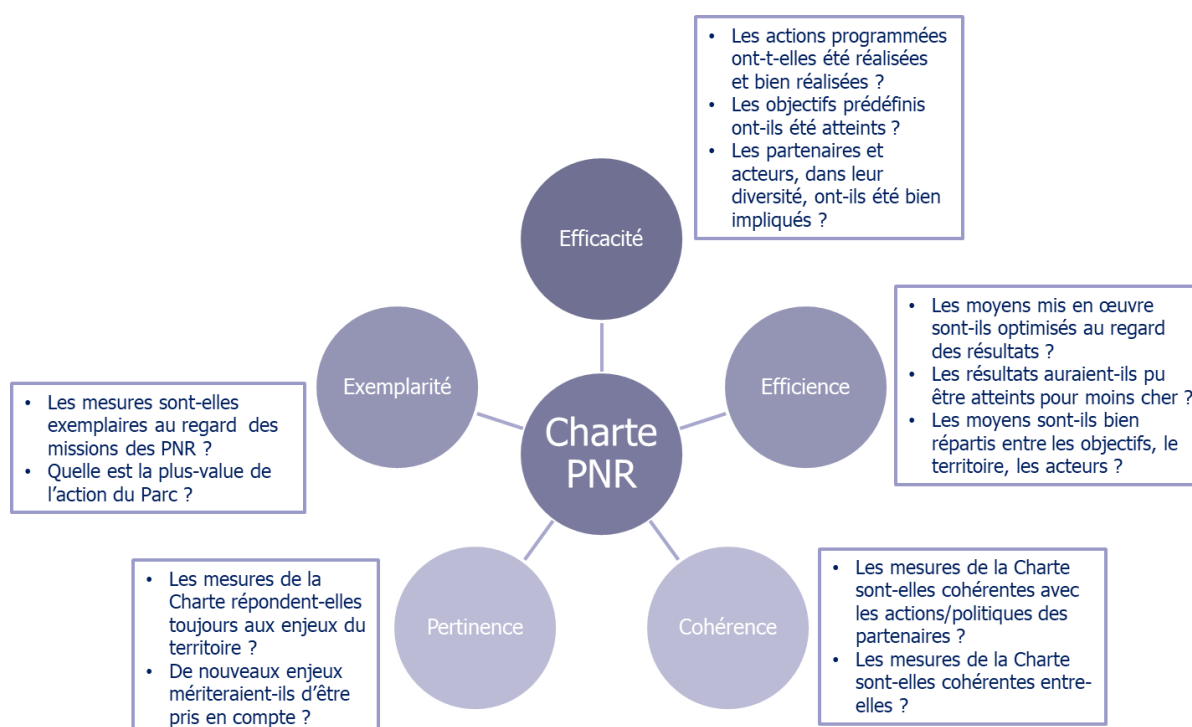 • Les actions programmées
ont-t-elles été réalisées
et bien réalisées ?
• Les objectifs prédéfinis
ont-ils été atteints ?
• Les partenaires et
acteurs, dans leur
diversité, ont-ils été bien
impliqués ?
Efficacité
• Les moyens mis en œuvre
sont-ils optimisés au regard
des résultats ?
• Les résultats auraient-ils pu
être atteints pour moins cher ?
• Les moyens sont-ils bien
répartis entre les objectifs, le
territoire, les acteurs ?
Efficience
Exemplarité
• Les mesures sont-elles
exemplaires au regard des
missions des PNR ?
• Quelle est la plus-value de
l'action du Parc ?
Charte
PNR
• Les mesures de la
Charte répondent-elles
toujours aux enjeux du
territoire ?
• De nouveaux enjeux
mériteraient-ils d'être
pris en compte ?
Pertinence
Cohérence
• Les mesures de la Charte
sont-elles cohérentes avec
les actions/politiques des
partenaires ?
• Les mesures de la Charte
sont-elles cohérentes entre-
elles ?